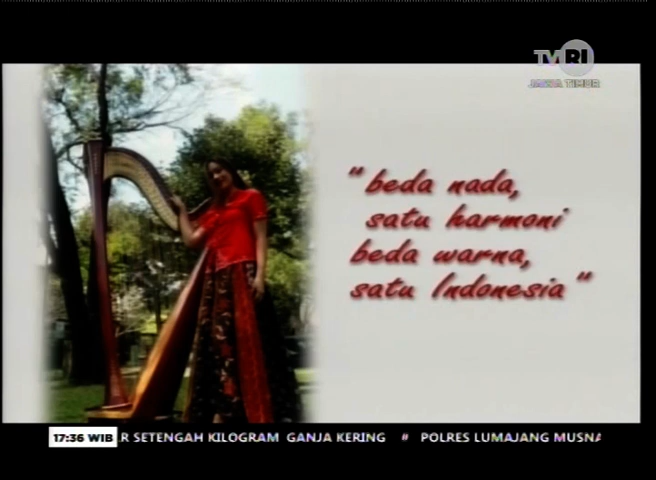 TVRI
JAWA TIMUR
"beda nada,
satu harmoni
beda warna,
satu Indonesia"
17:36 WIB
R SETENGAH KILOGRAM GANJA KERING # POLRES LUMAJANG MUSNA